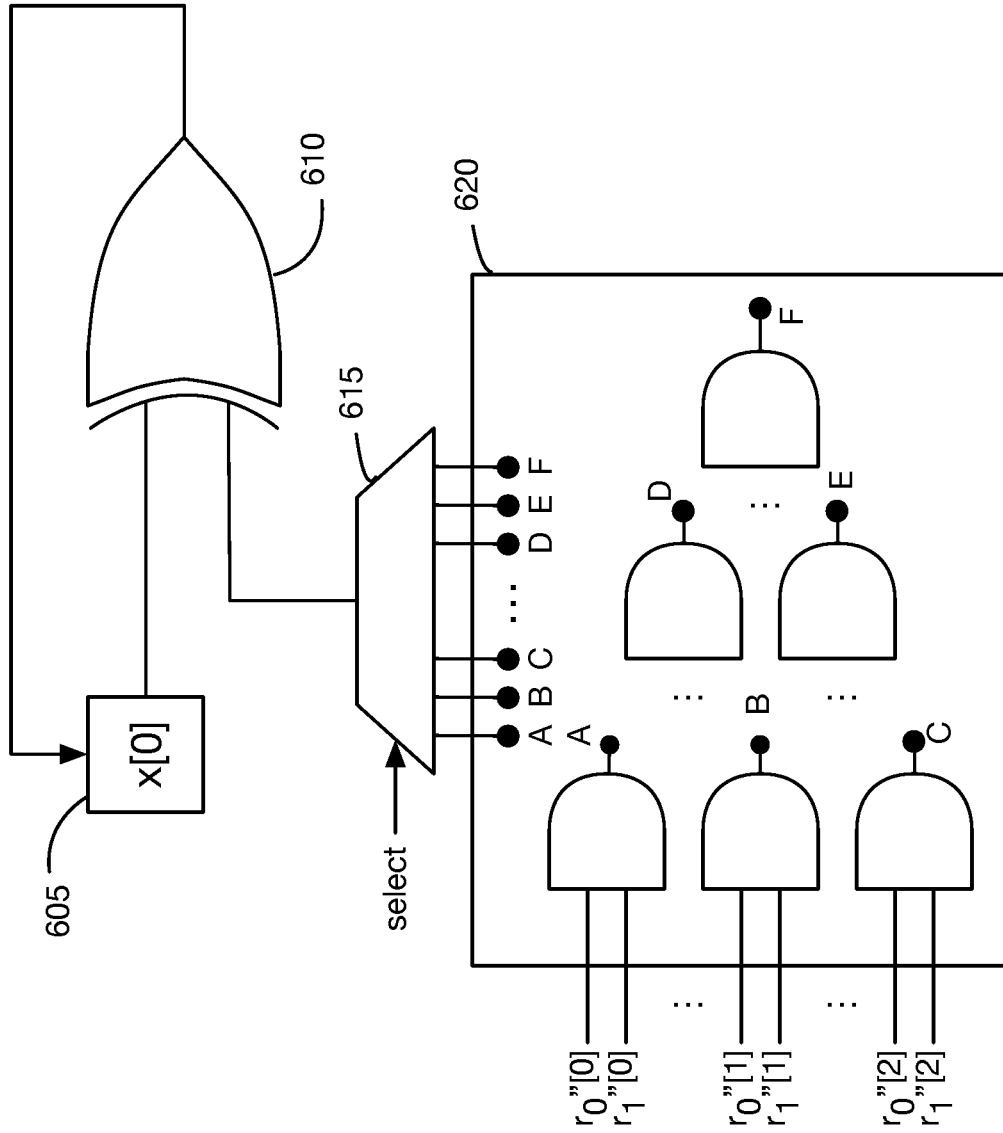 605
x[0]
610
select
615
620
A B C ... D E F
A
B
C
D
E
F
...
...
...
...
...
r₀”[0]
r₁”[0]
r₀”[1]
r₁”[1]
r₀”[2]
r₁”[2]